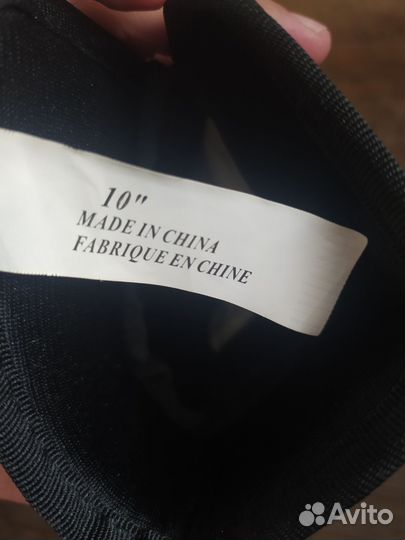 10"
MADE IN CHINA
FABRIQUE EN CHINE
Avito